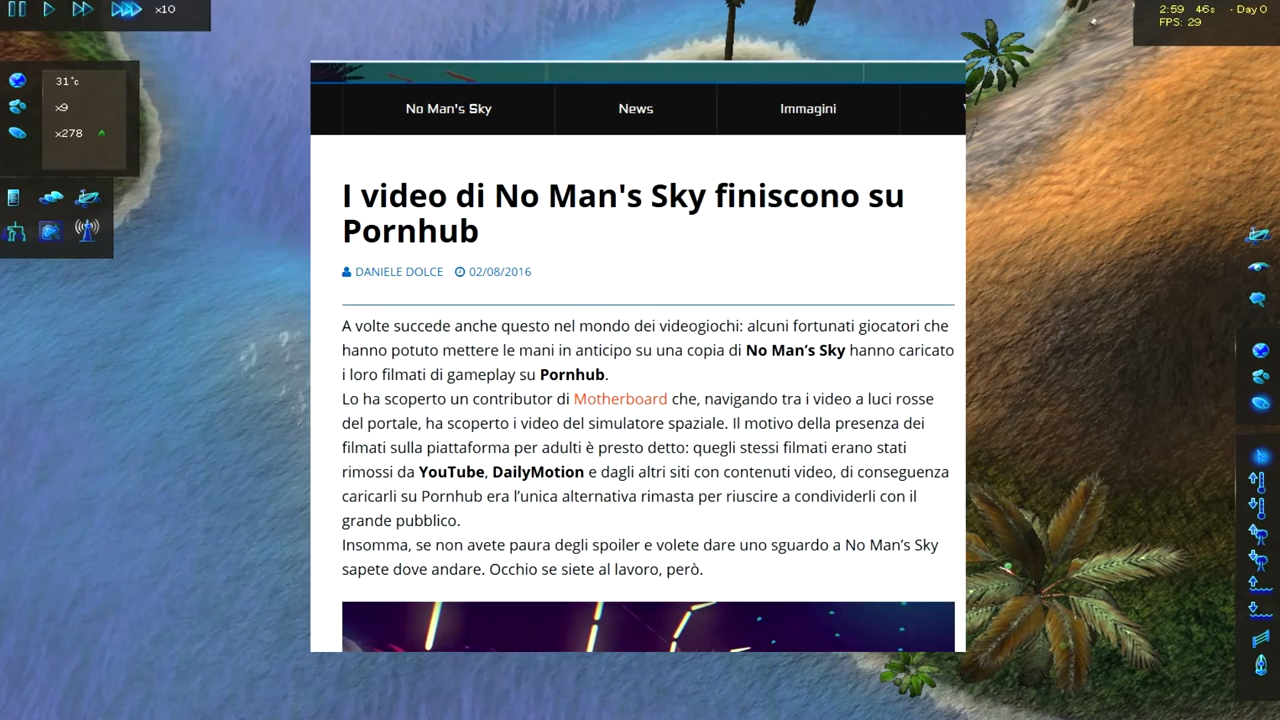 x10
2:59 46s - Day 0
FPS: 29
31°c
x9
x278
No Man's Sky News Immagini
I video di No Man's Sky finiscono su
Pornhub
DANIELE DOLCE 02/08/2016
A volte succede anche questo nel mondo dei videogiochi: alcuni fortunati giocatori che
hanno potuto mettere le mani in anticipo su una copia di No Man's Sky hanno caricato
i loro filmati di gameplay su Pornhub.
Lo ha scoperto un contributor di Motherboard che, navigando tra i video a luci rosse
del portale, ha scoperto i video del simulatore spaziale. Il motivo della presenza dei
filmati sulla piattaforma per adulti è presto detto: quegli stessi filmati erano stati
rimossi da YouTube, DailyMotion e dagli altri siti con contenuti video, di conseguenza
caricarli su Pornhub era l'unica alternativa rimasta per riuscire a condividerli con il
grande pubblico.
Insomma, se non avete paura degli spoiler e volete dare uno sguardo a No Man's Sky
sapete dove andare. Occhio se siete al lavoro, però.